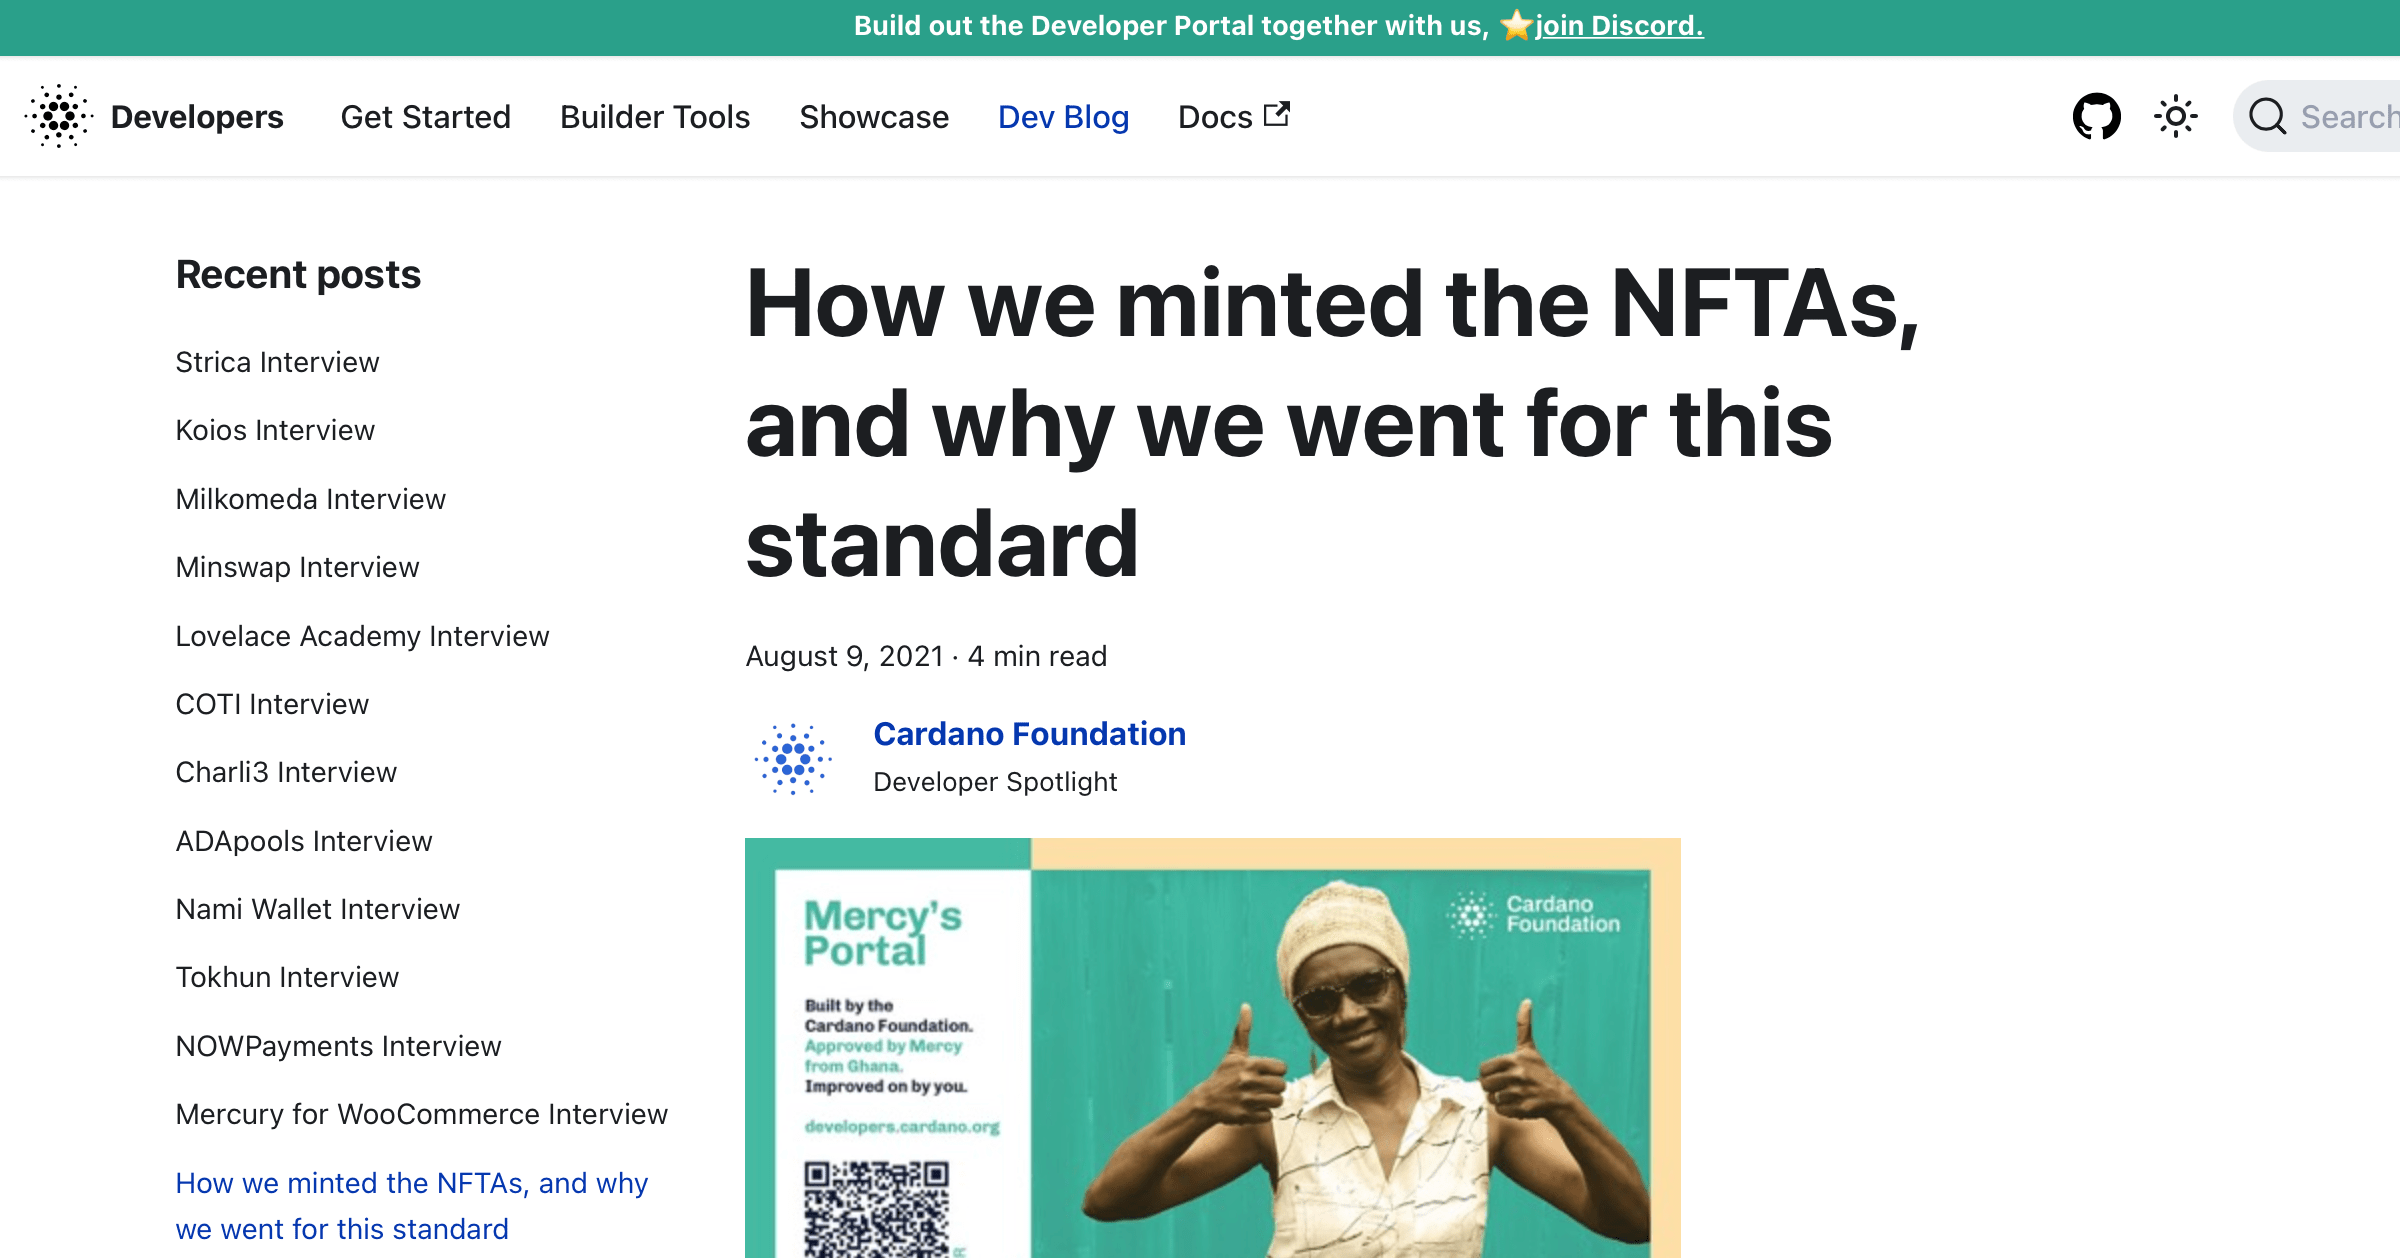 Build out the Developer Portal together with us, ⭐join Discord.
Developers Get Started Builder Tools Showcase Dev Blog Docs Search
Recent posts
Strica Interview
Koios Interview
Milkomeda Interview
Minswap Interview
Lovelace Academy Interview
COTI Interview
Charli3 Interview
ADApools Interview
Nami Wallet Interview
Tokhun Interview
NOWPayments Interview
Mercury for WooCommerce Interview
How we minted the NFTAs, and why
we went for this standard
How we minted the NFTAs,
and why we went for this
standard
August 9, 2021 · 4 min read
Cardano Foundation
Developer Spotlight
Mercy's
Portal
Built by the
Cardano Foundation.
Approved by Mercy
from Ghana.
Improved on by you.
developers.cardano.org
Cardano
Foundation